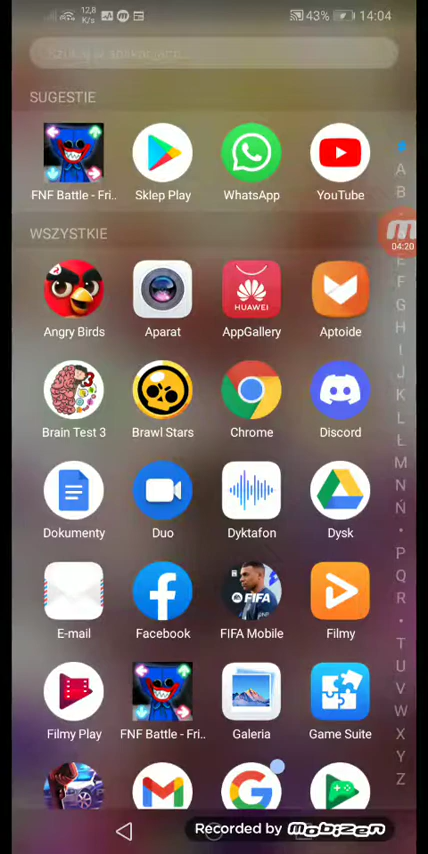 12,8
K/s
43%
14:04
Szukaj w aplikacjach
SUGESTIE
FNF Battle - Fri.. Sklep Play WhatsApp YouTube
WSZYSTKIE
04:20
Angry Birds Aparat AppGallery Aptoide
HUAWEI
Brain Test 3 Brawl Stars Chrome Discord
Dokumenty Duo Dyktafon Dysk
FIFA
E-mail Facebook FIFA Mobile Filmy
Filmy Play FNF Battle - Fri.. Galeria Game Suite
A
B
E
F
G
H
I
J
K
L
Ł
M
N
Ń
P
Q
R
T
U
V
W
X
Y
Z
Recorded by Mobizen